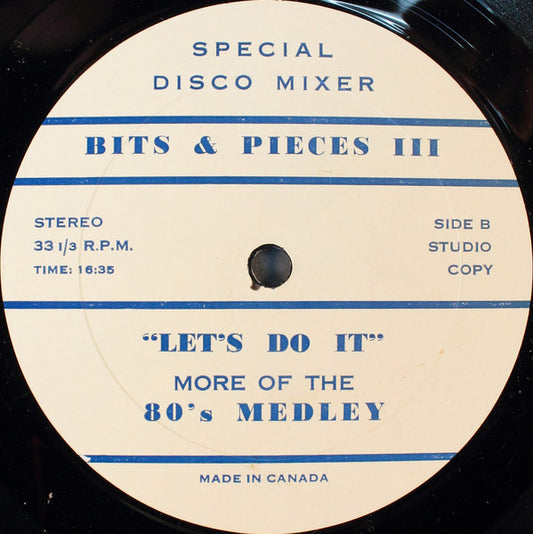 SPECIAL
DISCO MIXER
BITS & PIECES III
STEREO
33 1/3 R.P.M.
TIME: 16:35
SIDE B
STUDIO
COPY
“LET'S DO IT”
MORE OF THE
80's MEDLEY
MADE IN CANADA